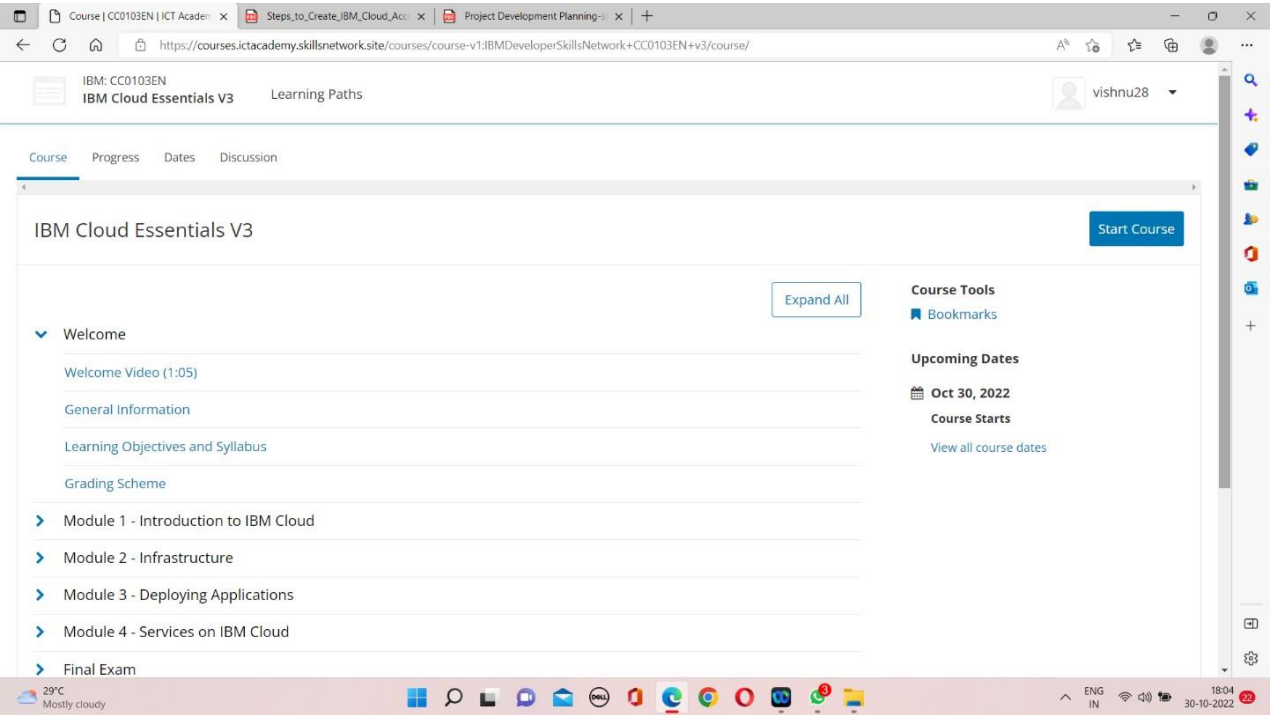 Course | CC0103EN | ICT Academ
Steps_to_Create_IBM_Cloud_Acc
Project Development Planning-s
https://courses.ictacademy.skillsnetwork.site/courses/course-v1:IBMDeveloperSkillsNetwork+CC0103EN+v3/course/
IBM: CC0103EN
IBM Cloud Essentials V3
Learning Paths
vishnu28
Course Progress Dates Discussion
IBM Cloud Essentials V3
Start Course
Expand All
Welcome
Welcome Video (1:05)
General Information
Learning Objectives and Syllabus
Grading Scheme
Module 1 - Introduction to IBM Cloud
Module 2 - Infrastructure
Module 3 - Deploying Applications
Module 4 - Services on IBM Cloud
Final Exam
Course Tools
Bookmarks
Upcoming Dates
Oct 30, 2022
Course Starts
View all course dates
29°C
Mostly cloudy
DELL
3
ENG
IN
18:04
30-10-2022
22